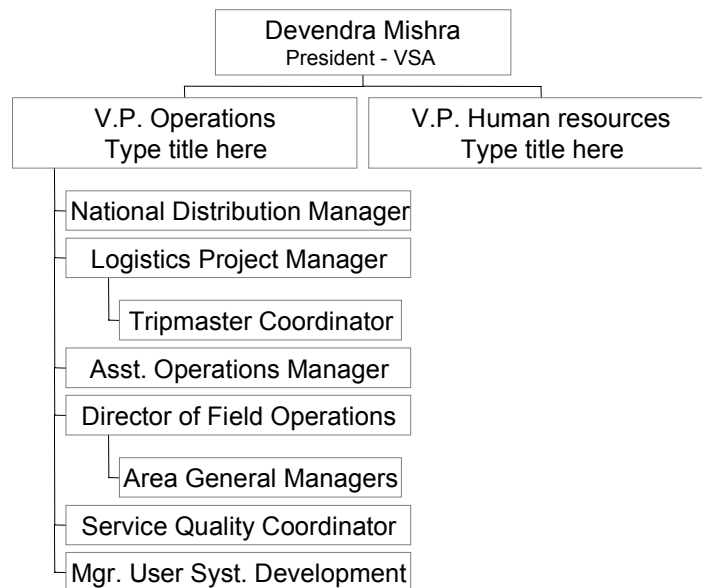 Devendra Mishra
President - VSA
V.P. Operations
Type title here
V.P. Human resources
Type title here
National Distribution Manager
Logistics Project Manager
Tripmaster Coordinator
Asst. Operations Manager
Director of Field Operations
Area General Managers
Service Quality Coordinator
Mgr. User Syst. Development